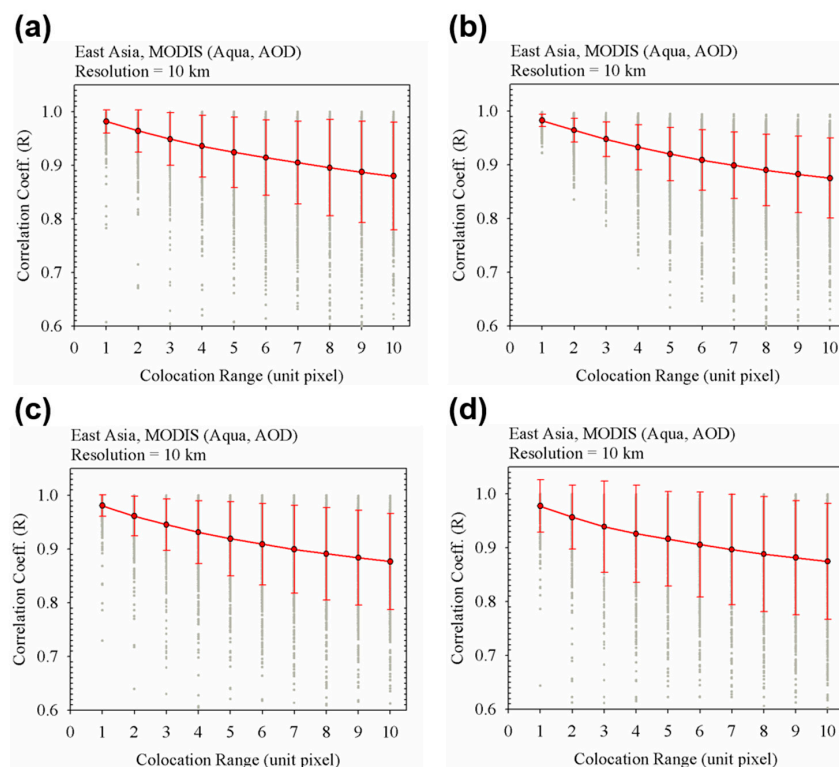 (a)
East Asia, MODIS (Aqua, AOD)
Resolution = 10 km
Correlation Coeff. (R)
1.0
0.9
0.8
0.7
0.6
0 1 2 3 4 5 6 7 8 9 10
Colocation Range (unit pixel)
(b)
East Asia, MODIS (Aqua, AOD)
Resolution = 10 km
Correlation Coeff. (R)
1.0
0.9
0.8
0.7
0.6
0 1 2 3 4 5 6 7 8 9 10
Colocation Range (unit pixel)
(c)
East Asia, MODIS (Aqua, AOD)
Resolution = 10 km
Correlation Coeff. (R)
1.0
0.9
0.8
0.7
0.6
0 1 2 3 4 5 6 7 8 9 10
Colocation Range (unit pixel)
(d)
East Asia, MODIS (Aqua, AOD)
Resolution = 10 km
Correlation Coeff. (R)
1.0
0.9
0.8
0.7
0.6
0 1 2 3 4 5 6 7 8 9 10
Colocation Range (unit pixel)